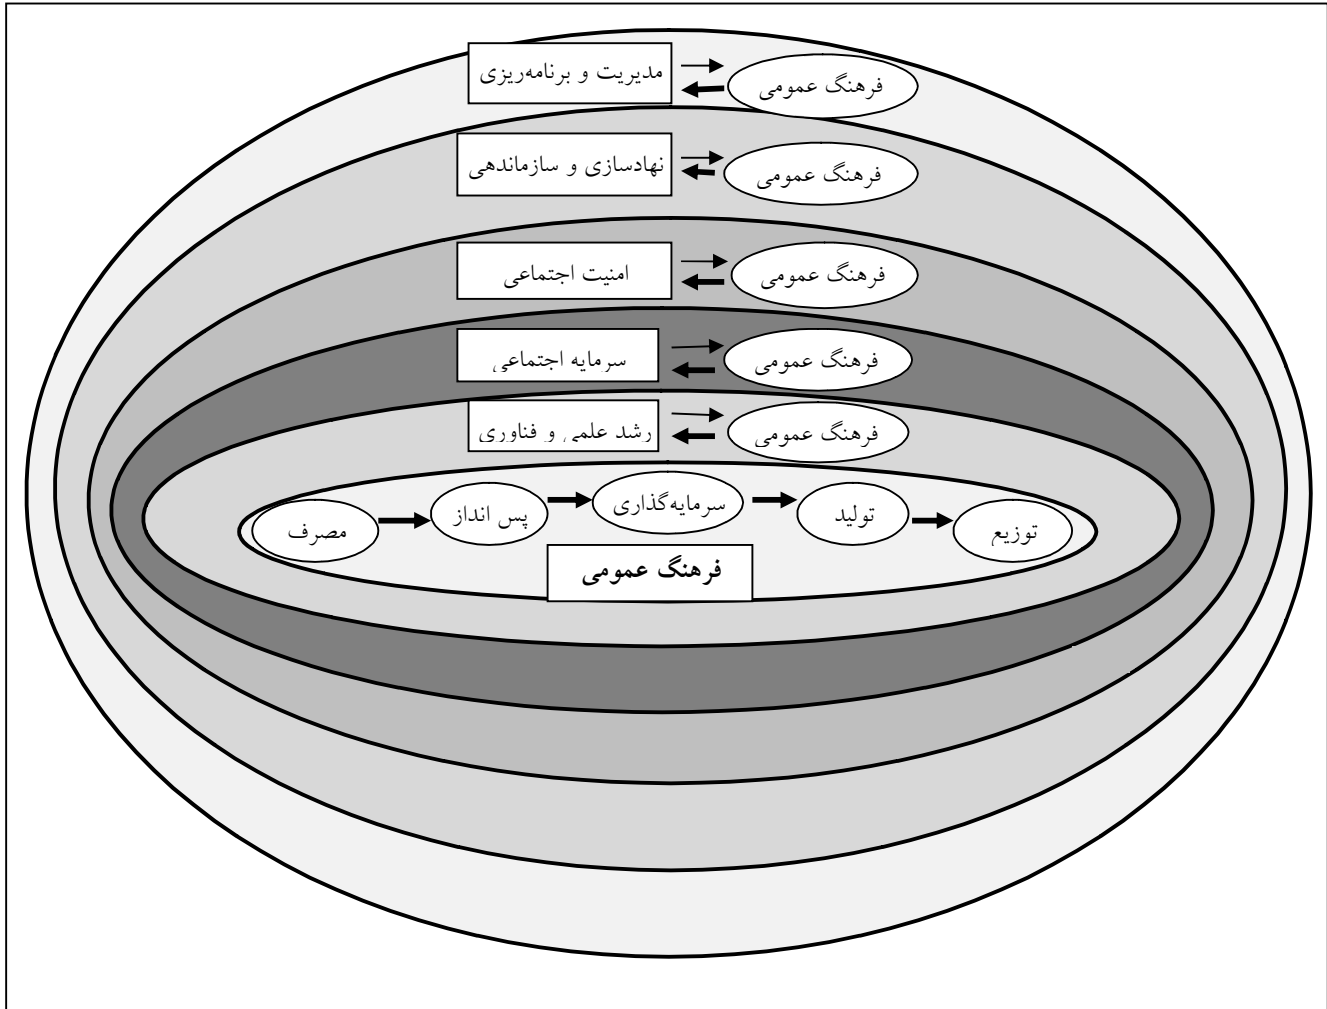 مدیریت و برنامه‌ریزی
فرهنگ عمومی
نهادسازی و سازماندهی
فرهنگ عمومی
امنیت اجتماعی
فرهنگ عمومی
سرمایه اجتماعی
فرهنگ عمومی
رشد علمی و فناوری
فرهنگ عمومی
مصرف
پس انداز
سرمایه‌گذاری
تولید
توزیع
فرهنگ عمومی